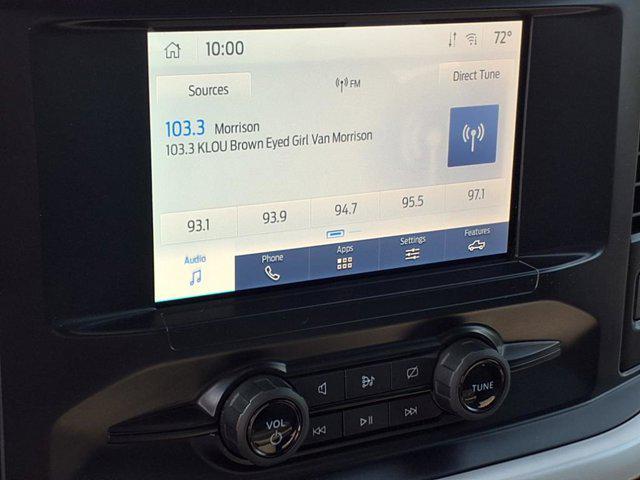 10:00
72°
Sources
FM
Direct Tune
103.3 Morrison
103.3 KLOU Brown Eyed Girl Van Morrison
93.1
93.9
94.7
95.5
97.1
Audio
Phone
Apps
Settings
Features
VOL
TUNE